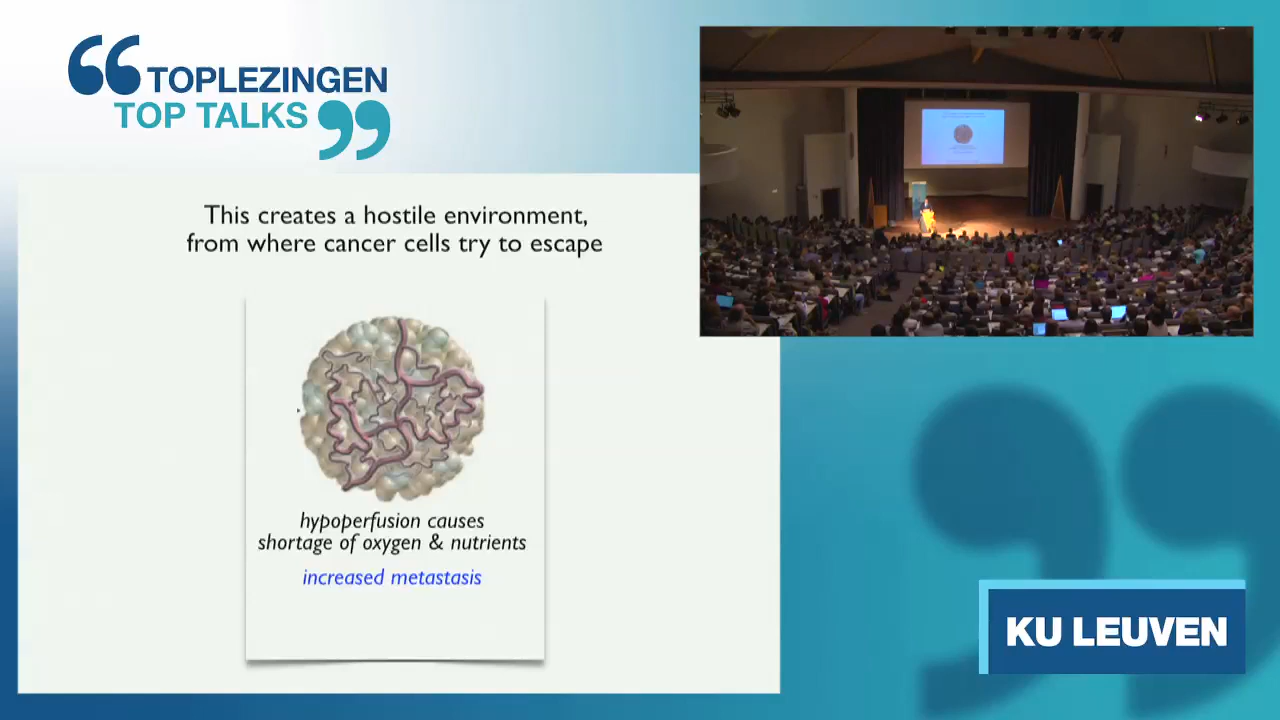 TOPLEZINGEN
TOP TALKS
This creates a hostile environment,
from where cancer cells try to escape
hypoperfusion causes
shortage of oxygen & nutrients
increased metastasis
KU LEUVEN